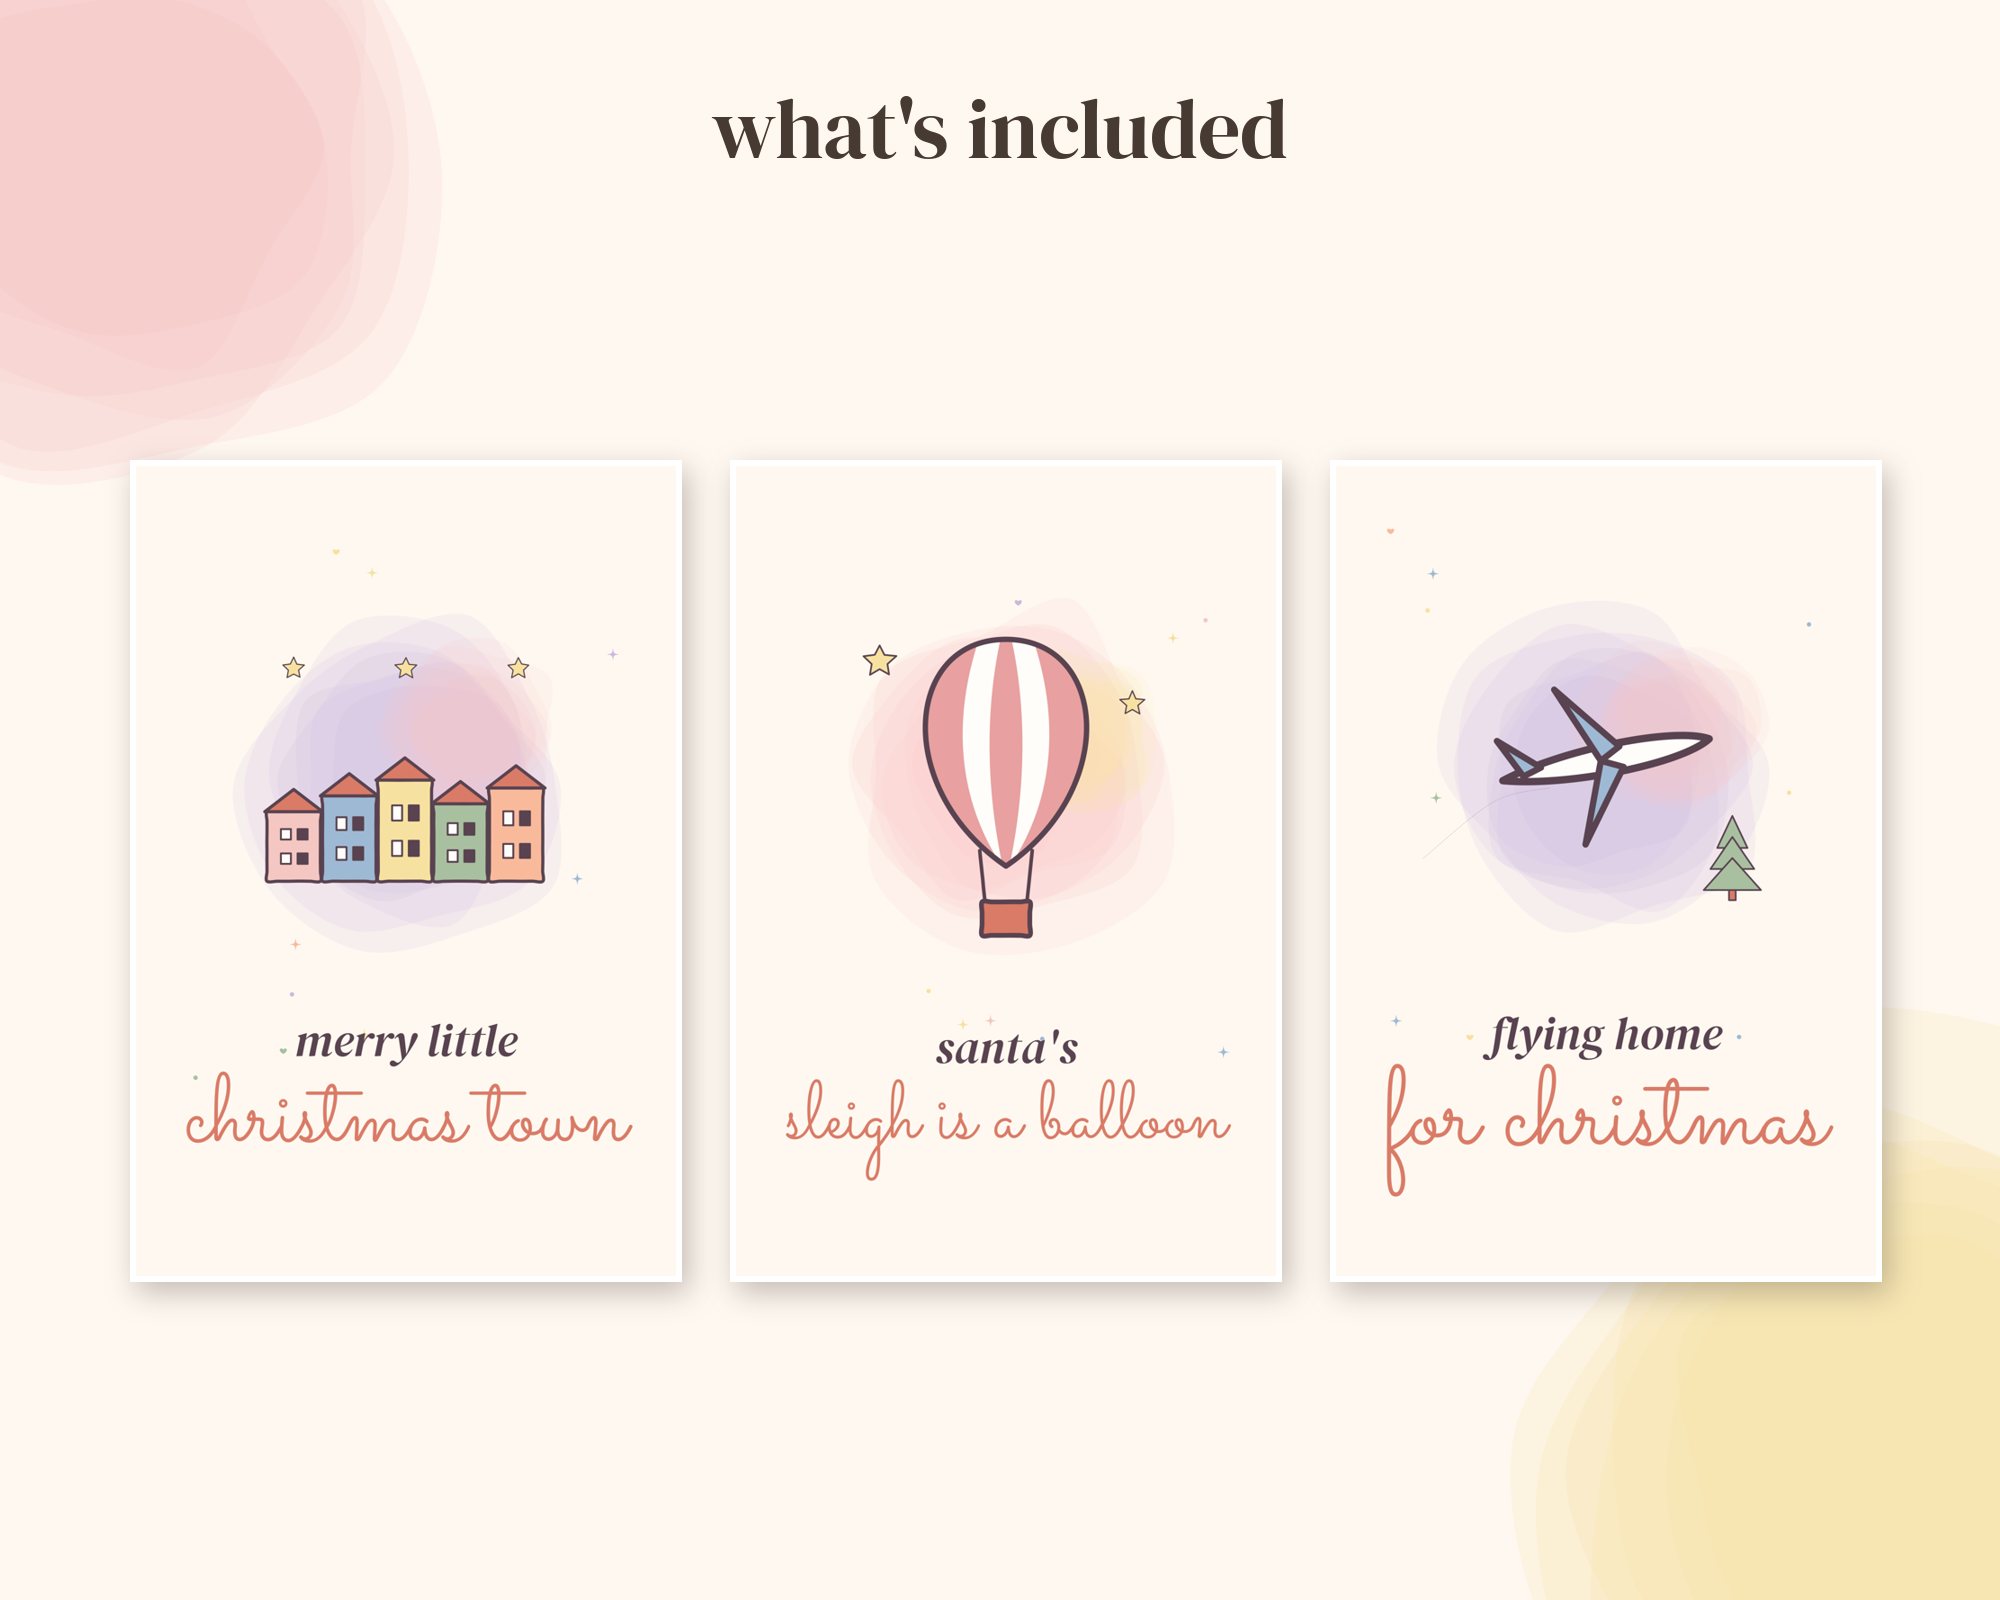 what's included
merry little
christmas town
santa's
sleigh is a balloon
flying home
for christmas